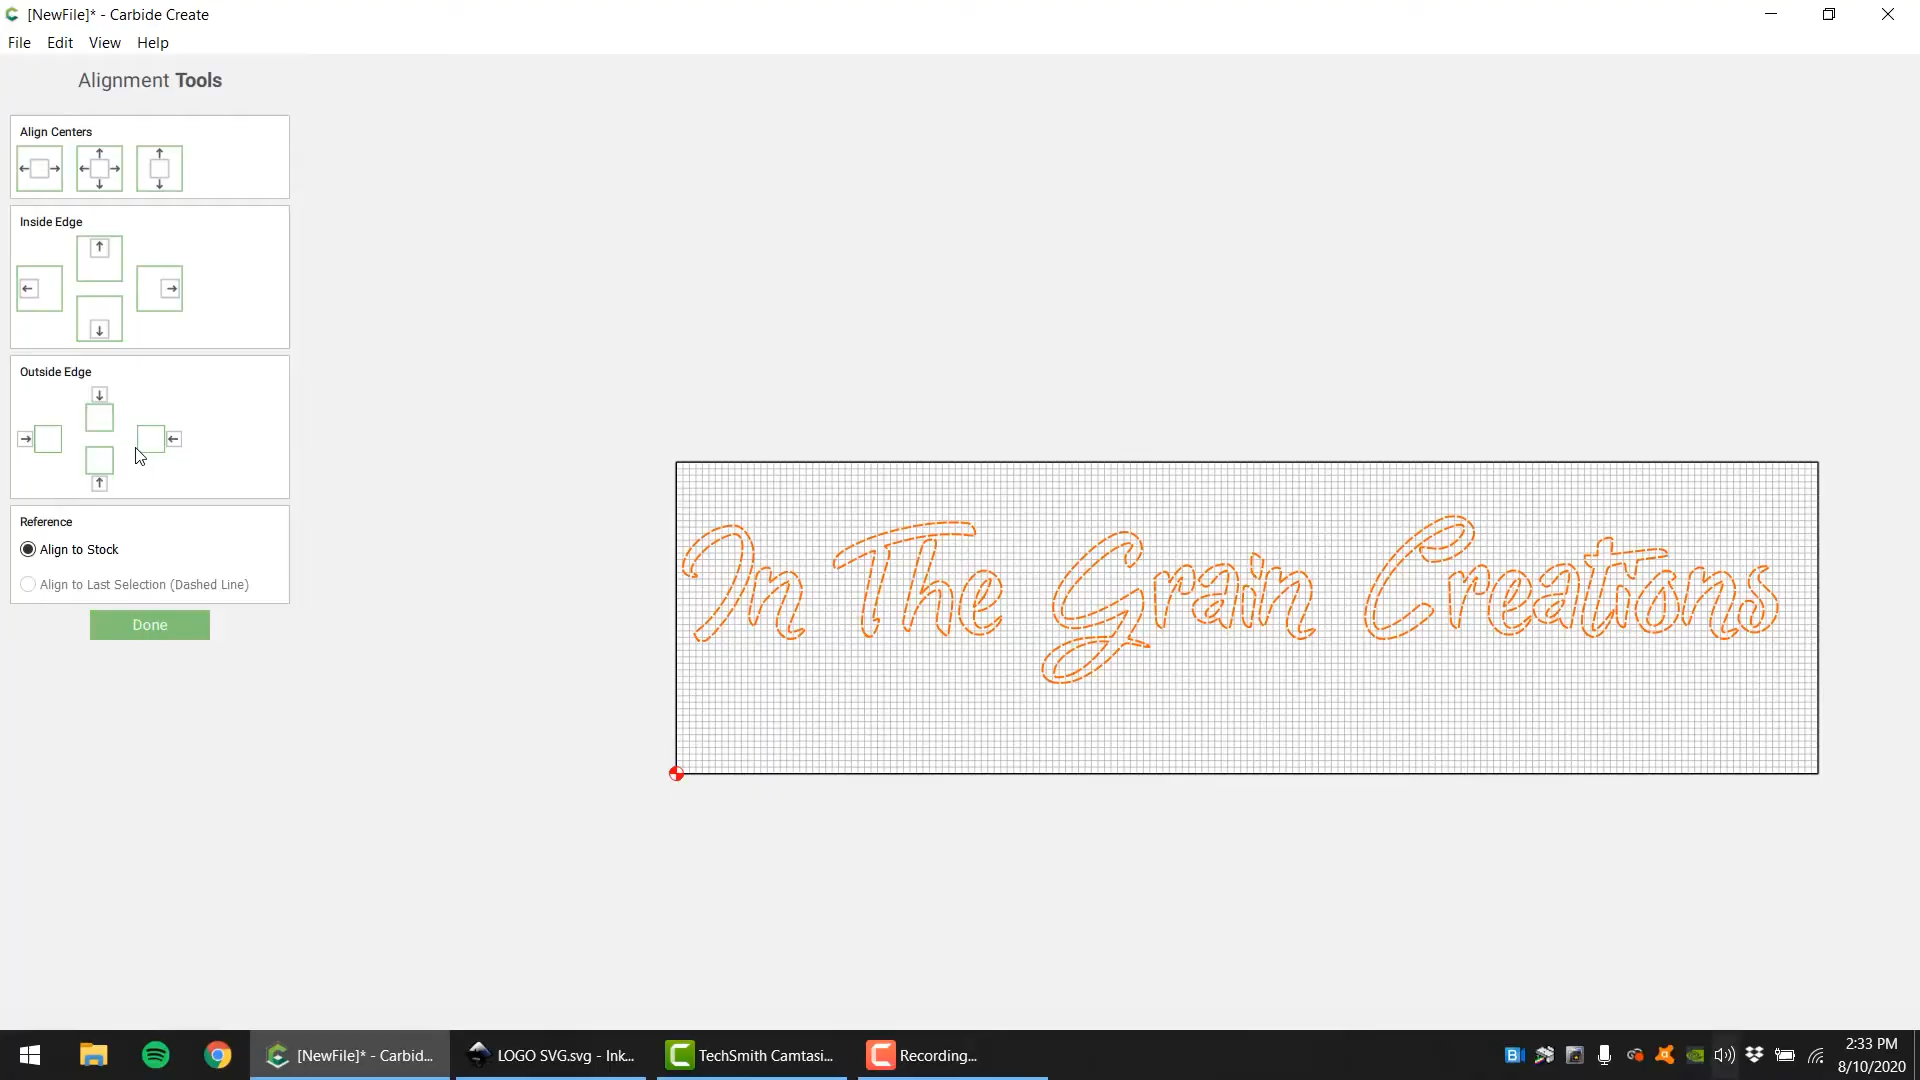 [NewFile]* - Carbide Create
File Edit View Help
Alignment Tools
Align Centers
Inside Edge
Outside Edge
Reference
Align to Stock
Align to Last Selection (Dashed Line)
Done
In The Grain Creations
[NewFile]* - Carbid...
LOGO SVG.svg - Ink...
TechSmith Camtasi...
Recording...
2:33 PM
8/10/2020